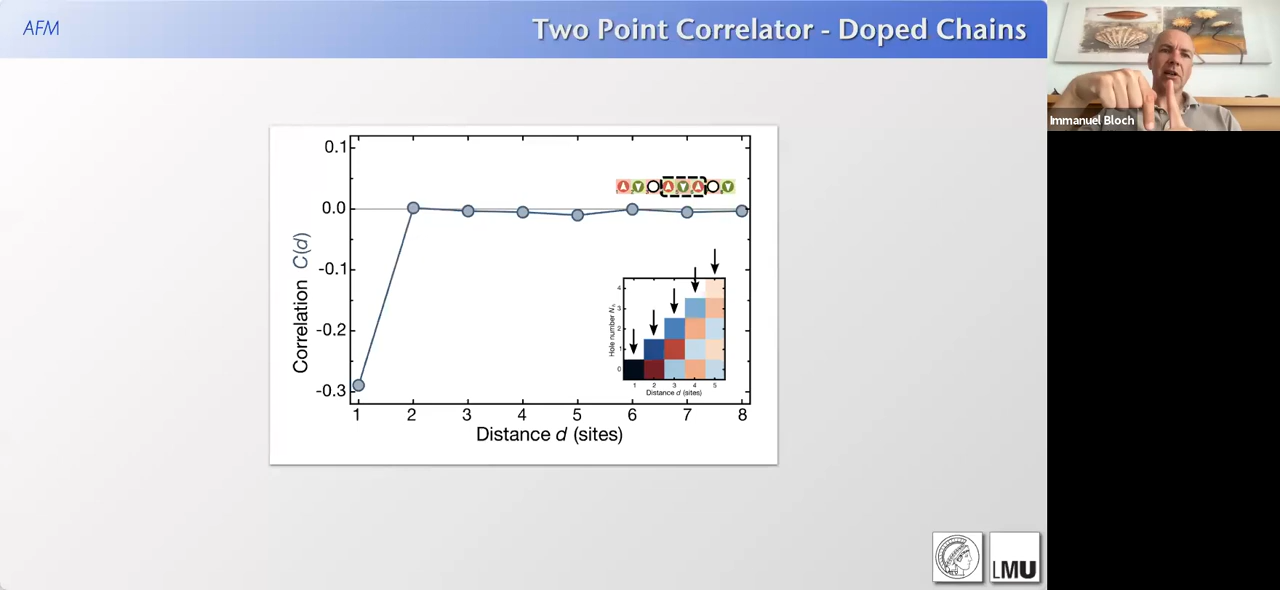 AFM
Two Point Correlator - Doped Chains
Immanuel Bloch
0.1
0.0
-0.1
-0.2
-0.3
Correlation C(d)
1 2 3 4 5 6 7 8
Distance d (sites)
4
3
2
1
0
Hole number Nh
1 2 3 4 5
Distance d (sites)
LMU